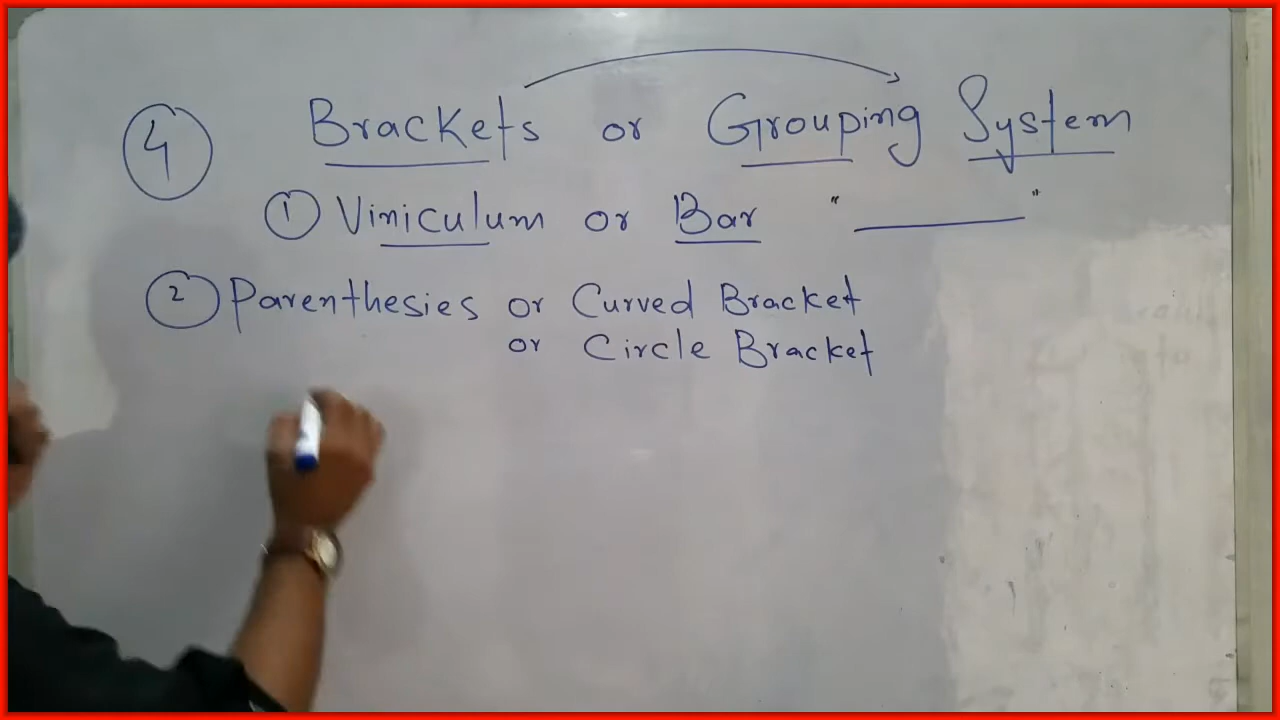 4 Brackets or Grouping System
1 Viniculum or Bar " ______ "
2 Parenthesies or Curved Bracket
or Circle Bracket